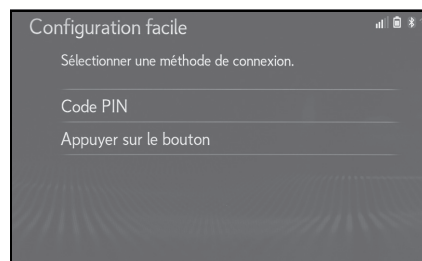 Configuration facile
Sélectionner une méthode de connexion.
Code PIN
Appuyer sur le bouton